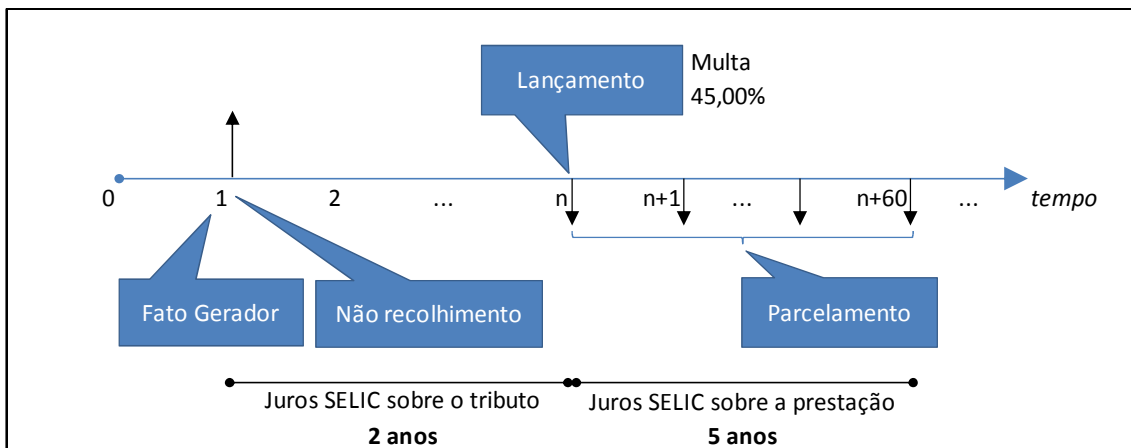 Lançamento
Multa
45,00%
0 1 2 ... n n+1 ... n+60 ... tempo
Fato Gerador
Não recolhimento
Parcelamento
Juros SELIC sobre o tributo
2 anos
Juros SELIC sobre a prestação
5 anos